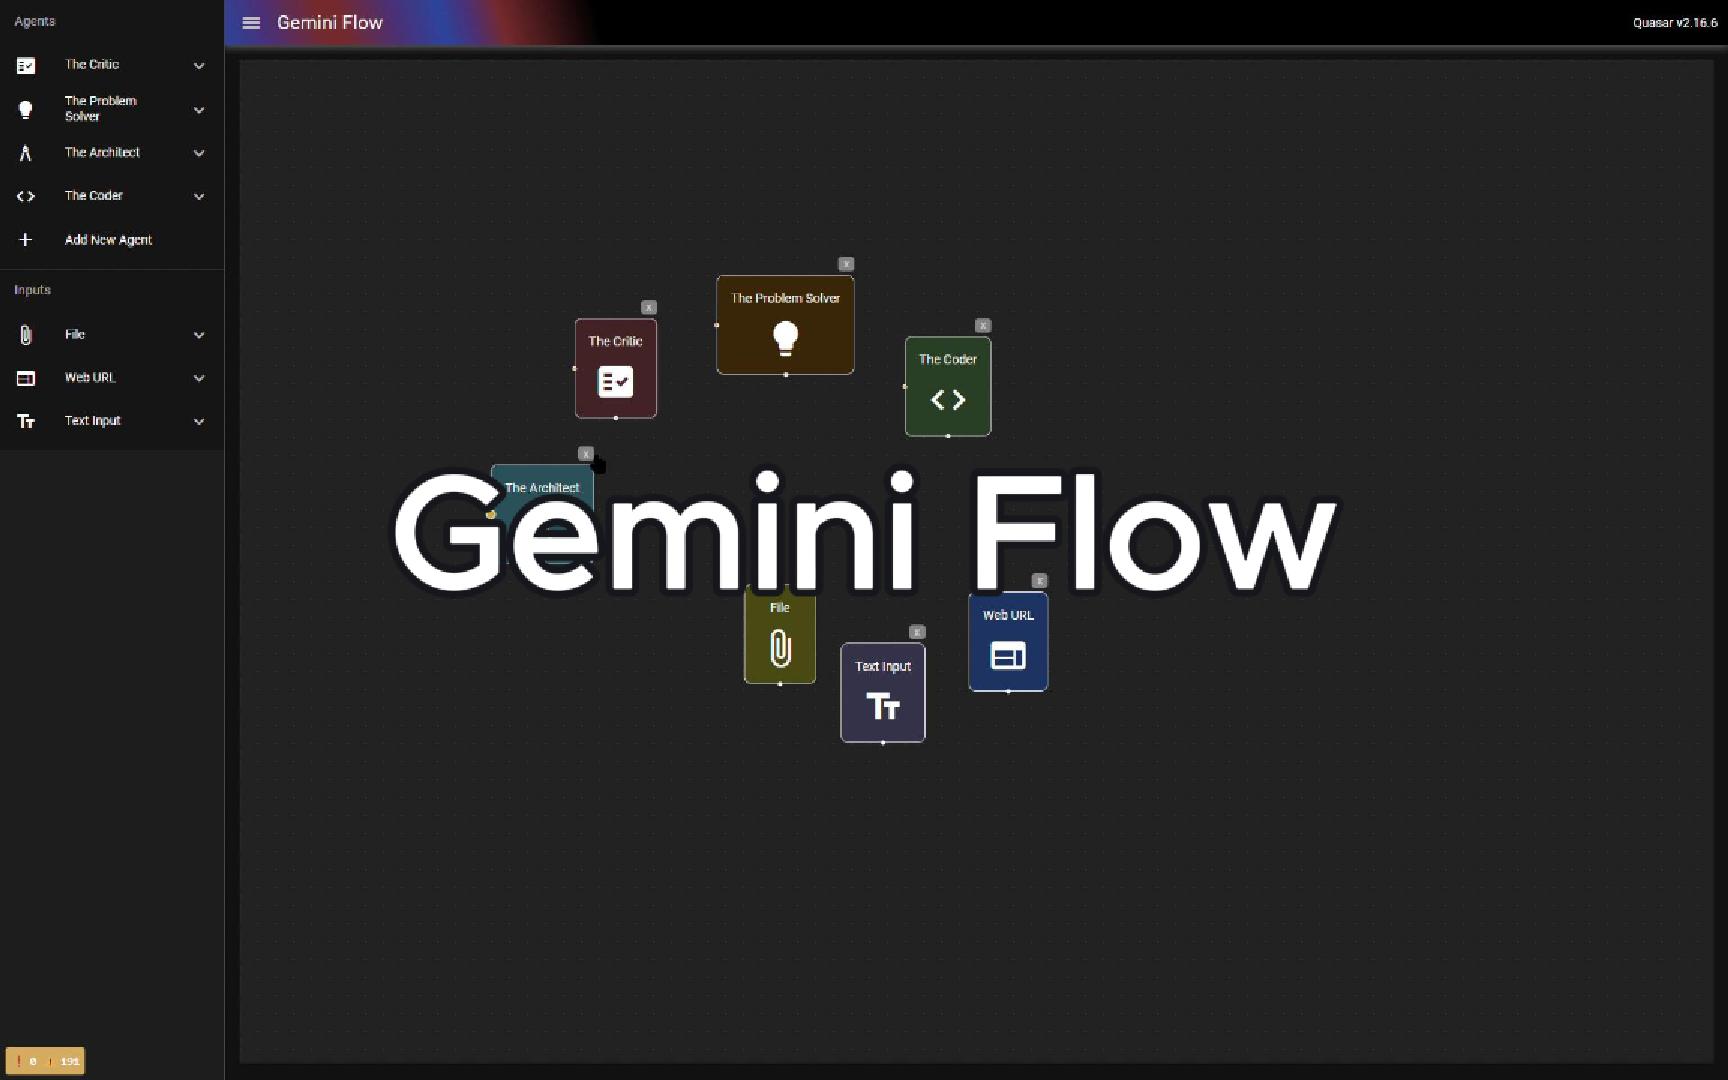 Agents
The Critic
The Problem
Solver
The Architect
The Coder
Add New Agent
Inputs
File
Web URL
Text Input
Gemini Flow
Quasar v2.16.6
x
The Problem Solver
x
The Critic
x
The Coder
x
The Architect
Gemini Flow
File
x
Web URL
x
Text Input
Tт
! 0 ! 191